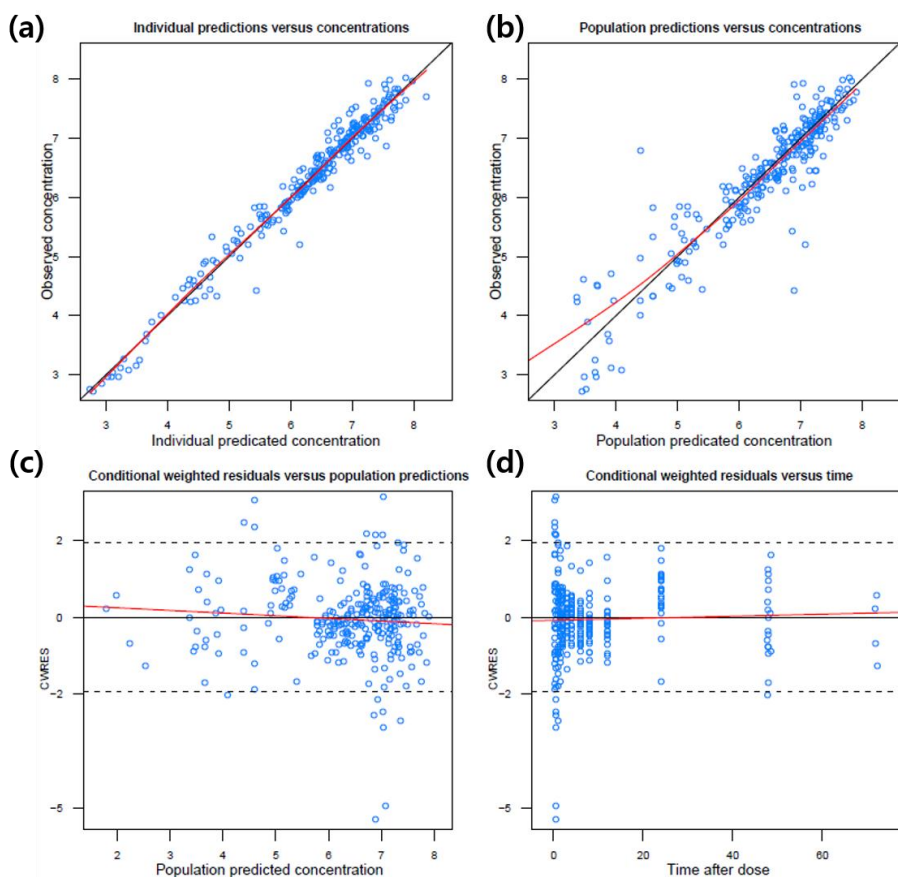 (a)
Individual predictions versus concentrations
Observed concentration
8
7
6
5
4
3
3 4 5 6 7 8
Individual predicated concentration
(b)
Population predictions versus concentrations
Observed concentration
8
7
6
5
4
3
3 4 5 6 7 8
Population predicated concentration
(c)
Conditional weighted residuals versus population predictions
CWRES
2
0
−2
−5
2 3 4 5 6 7 8
Population predicted concentration
(d)
Conditional weighted residuals versus time
CWRES
2
0
−2
−5
0 20 40 60
Time after dose